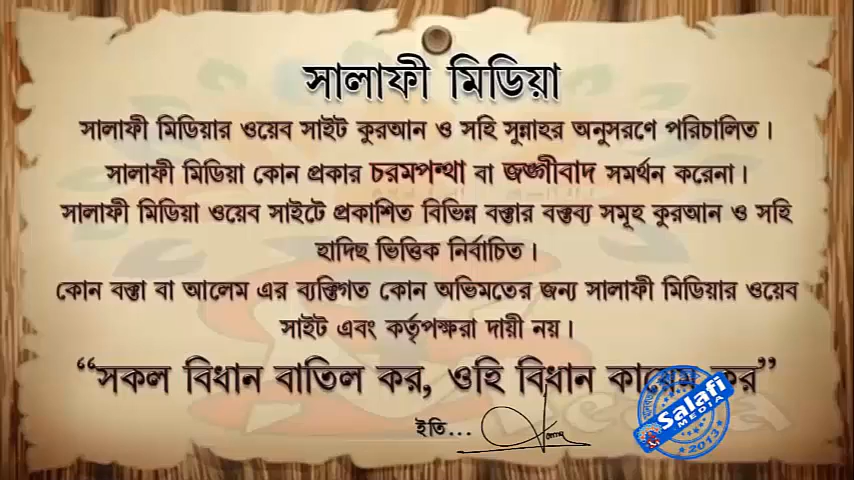 সালাফী মিডিয়া
সালাফী মিডিয়ার ওয়েব সাইট কুরআন ও সহি সুন্নাহর অনুসরণে পরিচালিত।
সালাফী মিডিয়া কোন প্রকার চরমপন্থা বা জঙ্গীবাদ সমর্থন করেনা।
সালাফী মিডিয়া ওয়েব সাইটে প্রকাশিত বিভিন্ন বক্তার বক্তব্য সমূহ কুরআন ও সহি
হাদিছ ভিত্তিক নির্বাচিত।
কোন বক্তা বা আলেম এর ব্যক্তিগত কোন অভিমতের জন্য সালাফী মিডিয়ার ওয়েব
সাইট এবং কর্তৃপক্ষরা দায়ী নয়।
“সকল বিধান বাতিল কর, ওহি বিধান কায়েম কর”
ইতি...
Salafi
MEDIA
2013